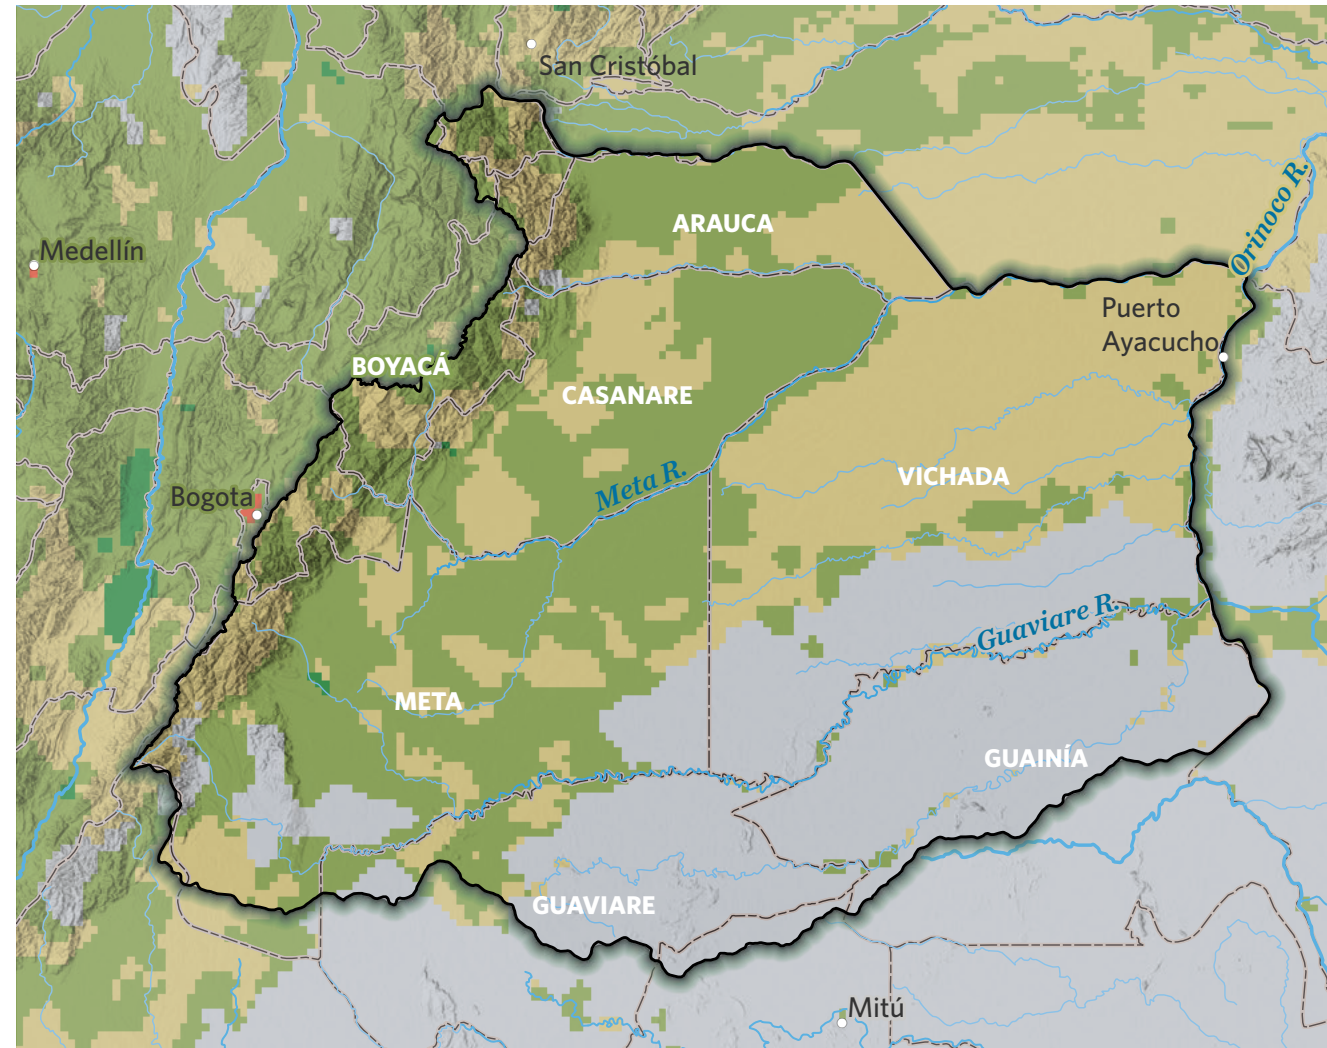 San Cristóbal
Orinoco R.
ARAUCA
Medellín
Puerto
Ayacucho
BOYACÁ
CASANARE
Meta R.
VICHADA
Bogota
Guaviare R.
META
GUAINÍA
GUAVIARE
Mitú